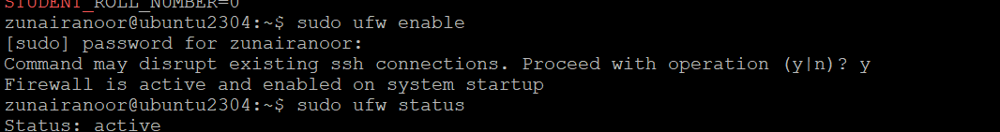 STUDENT_ROLL_NUMBER=0
zunairanoor@ubuntu2304:~$ sudo ufw enable
[sudo] password for zunairanoor:
Command may disrupt existing ssh connections. Proceed with operation (y|n)? y
Firewall is active and enabled on system startup
zunairanoor@ubuntu2304:~$ sudo ufw status
Status: active